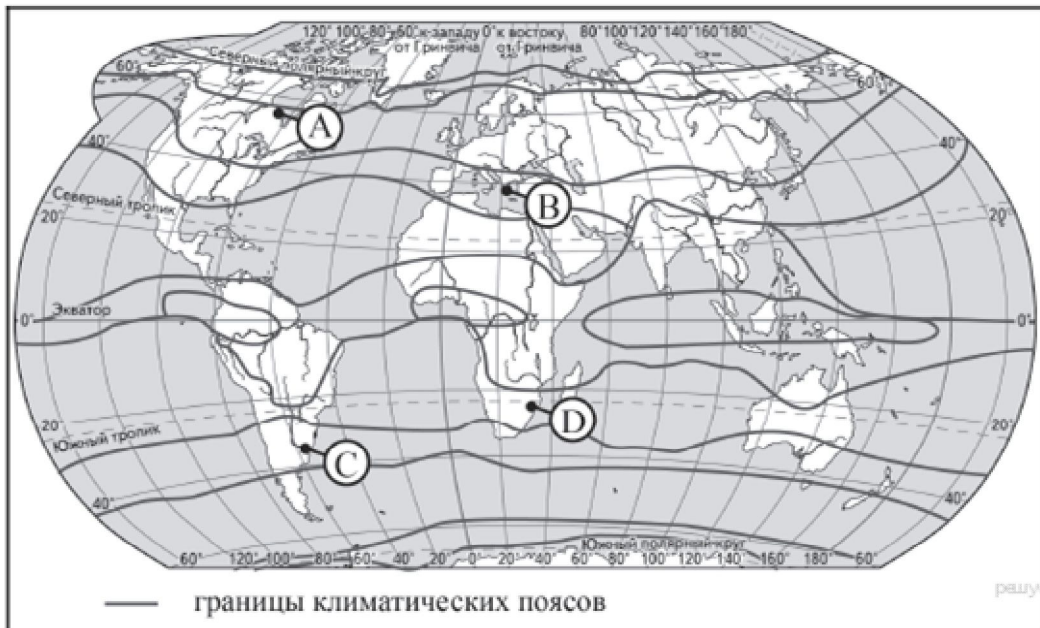 120° 100° 80° 60° к западу 0° к востоку 80° 100° 120° 140° 160° 180°
от Гринвича от Гринвича
Северный полярный круг
60° 60°
A
40° 40°
B
Северный тропик
20° 20°
Экватор
0° 0°
D
20° 20°
Южный тропик
C
40° 40°
Южный полярный круг
60° 120° 100° 80° 60° 40° 20° 0° 20° 40° 60° 80° 100° 120° 140° 160° 180° 60°
границы климатических поясов
решу